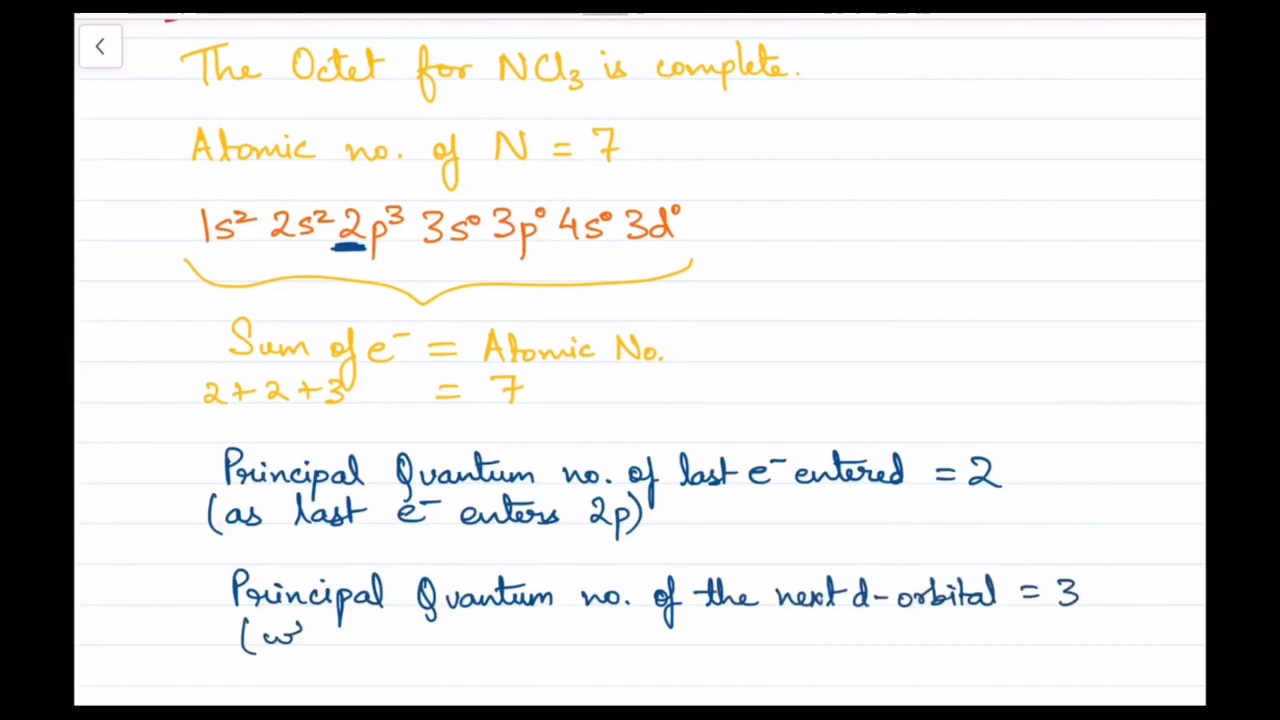 The Octet for NCl₃ is complete.
Atomic no. of N = 7
1s² 2s² 2p³ 3s⁰ 3p⁰ 4s⁰ 3d⁰
Sum of e⁻ = Atomic No.
2+2+3 = 7
Principal Quantum no. of last e⁻ entered = 2
(as last e⁻ enters 2p)
Principal Quantum no. of the next d-orbital = 3